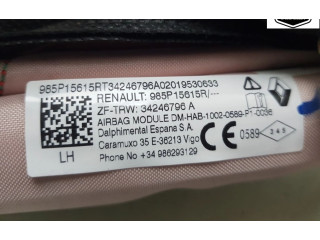 985P15615RT34246796A02019530633
RENAULT: 985P15615R/---
ZF-TRW: 34246796 A
AIRBAG MODULE DM-HAB-1002-0589-P1-0036
Dalphimetal Espana S.A.
Caramuxo 35 E-36213 Vigo
Phone No +34 986293129
LH
CE 0589
345